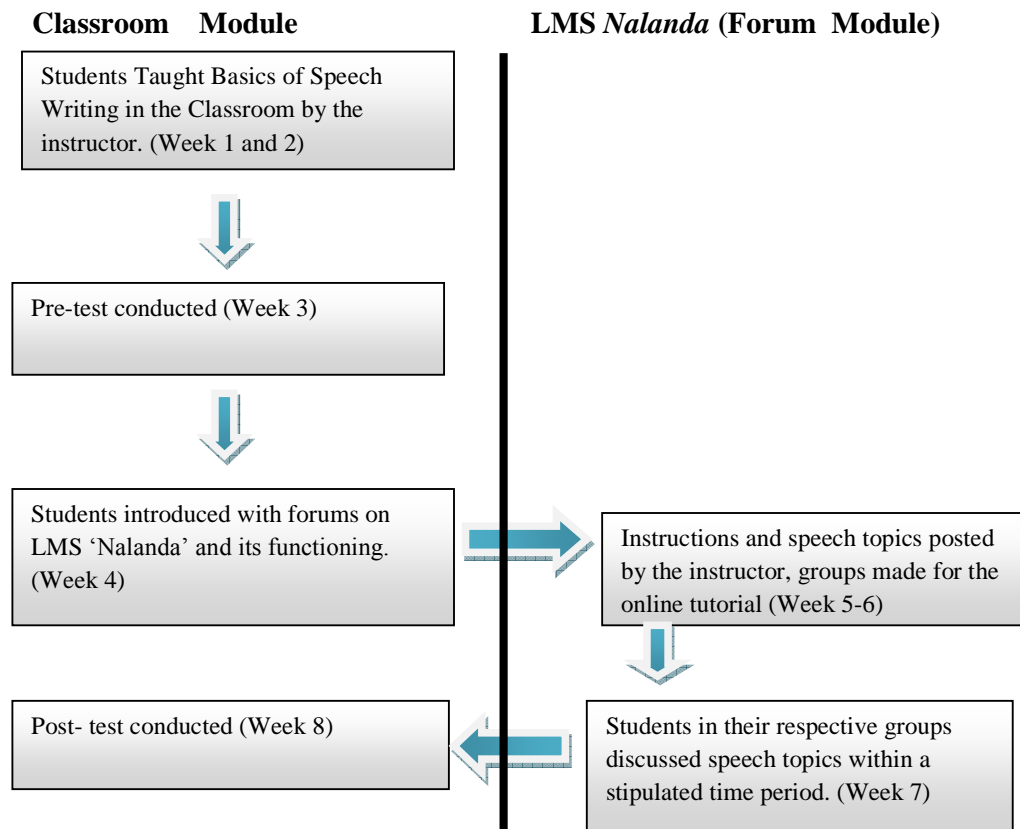 Classroom Module
LMS Nalanda (Forum Module)
Students Taught Basics of Speech
Writing in the Classroom by the
instructor. (Week 1 and 2)
Pre-test conducted (Week 3)
Students introduced with forums on
LMS ‘Nalanda’ and its functioning.
(Week 4)
Instructions and speech topics posted
by the instructor, groups made for the
online tutorial (Week 5-6)
Students in their respective groups
discussed speech topics within a
stipulated time period. (Week 7)
Post- test conducted (Week 8)